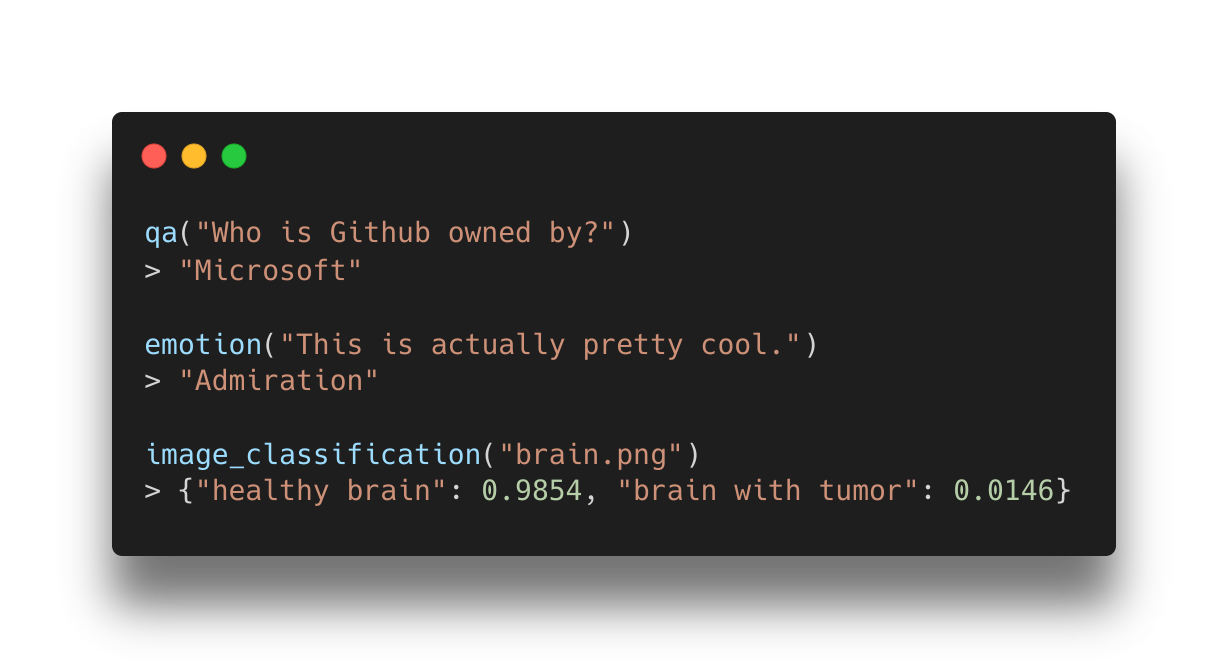 qa("Who is Github owned by?")
> "Microsoft"
emotion("This is actually pretty cool.")
> "Admiration"
image_classification("brain.png")
> {"healthy brain": 0.9854, "brain with tumor": 0.0146}